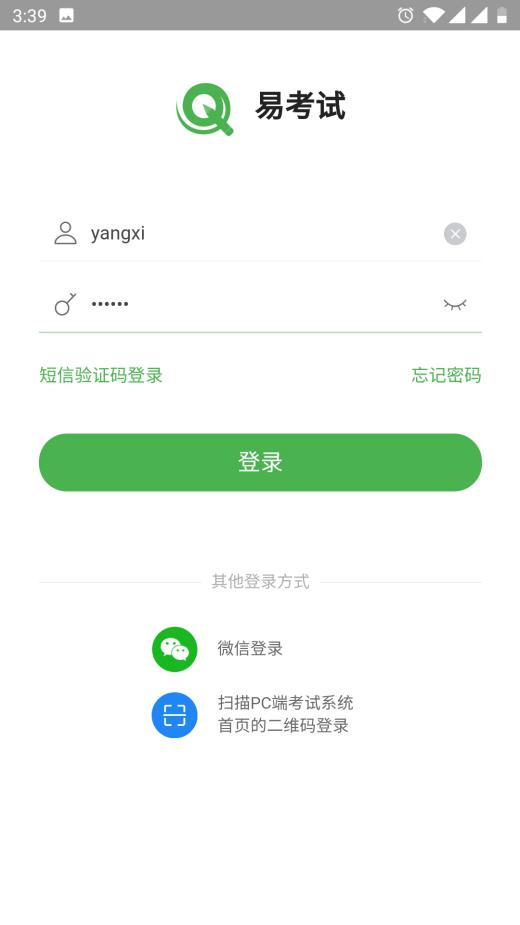 3:39
易考试
yangxi
••••••
短信验证码登录 忘记密码
登录
其他登录方式
微信登录
扫描PC端考试系统
首页的二维码登录